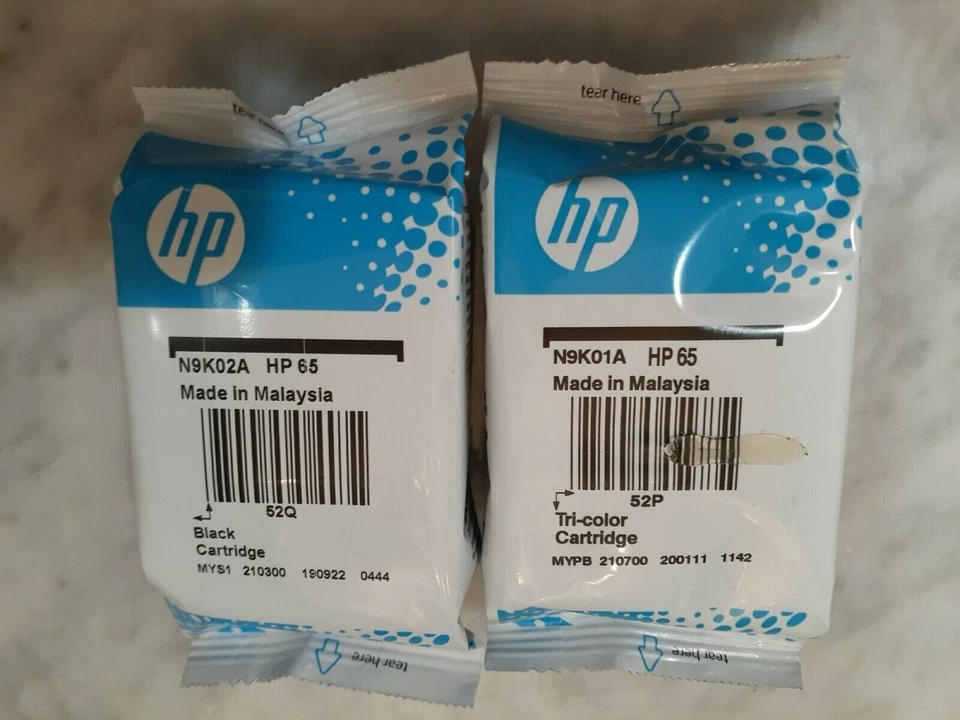 tear here
hp
N9K02A HP 65
Made in Malaysia
52Q
Black
Cartridge
MYS1 210300 190922 0444
tear here
tear here
hp
N9K01A HP 65
Made in Malaysia
52P
Tri-color
Cartridge
MYPB 210700 200111 1142
tear here